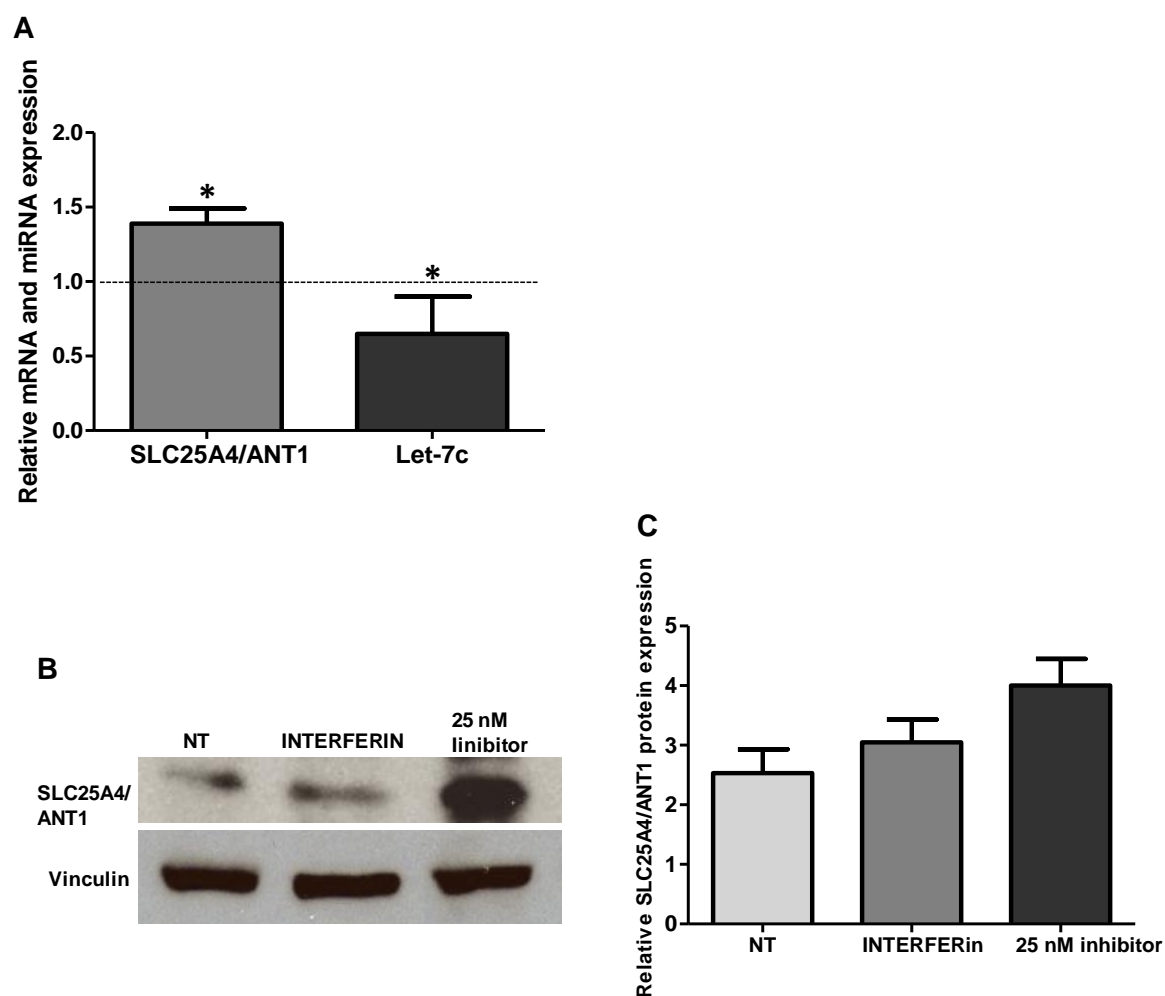 A
Relative mRNA and miRNA expression
2.0
1.5
1.0
0.5
0.0
*
*
SLC25A4/ANT1
Let-7c
B
NT
INTERFERIN
25 nM
linibitor
SLC25A4/
ANT1
Vinculin
C
Relative SLC25A4/ANT1 protein expression
5
4
3
2
1
0
NT
INTERFERin
25 nM inhibitor